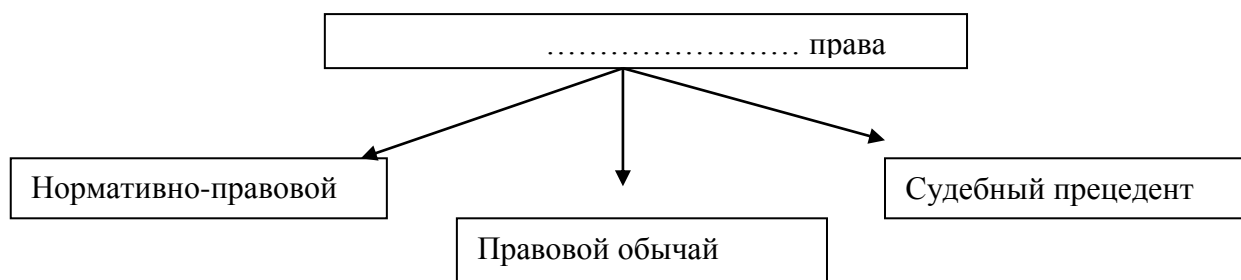 ........................ права
Нормативно-правовой
Судебный прецедент
Правовой обычай